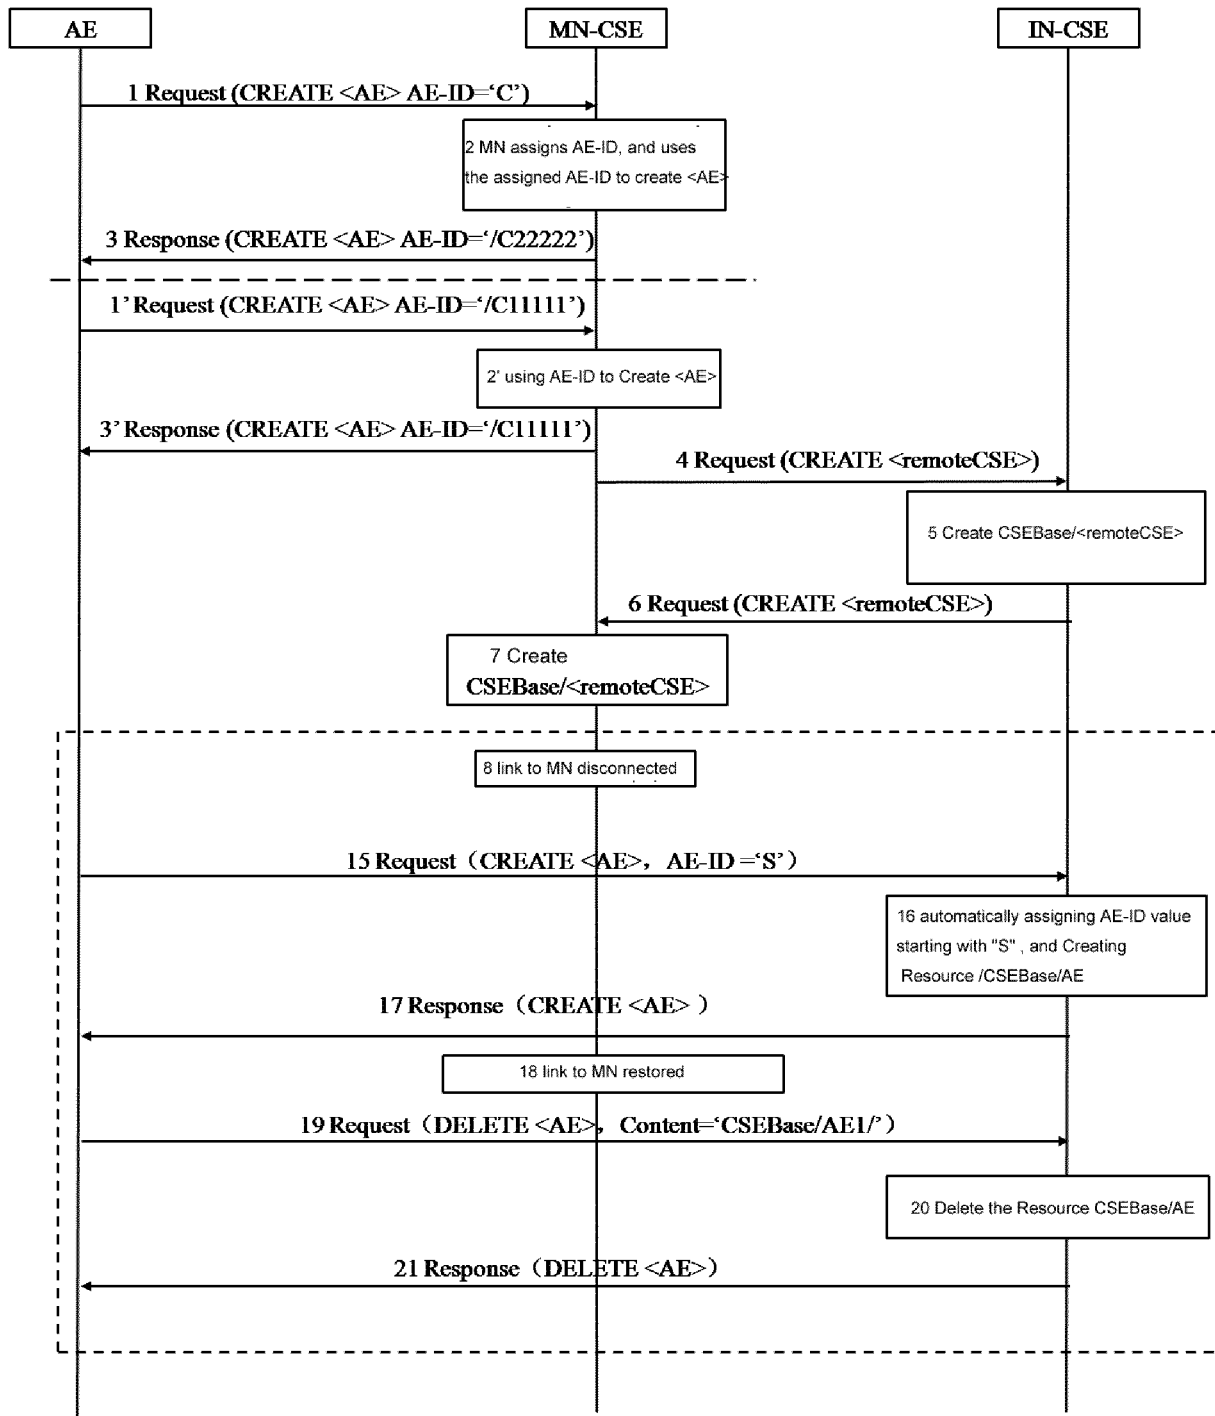 AE
MN-CSE
IN-CSE
1 Request (CREATE <AE> AE-ID=‘C’)
2 MN assigns AE-ID, and uses
the assigned AE-ID to create <AE>
3 Response (CREATE <AE> AE-ID=‘/C22222’)
1’ Request (CREATE <AE> AE-ID=‘/C11111’)
2' using AE-ID to Create <AE>
3’ Response (CREATE <AE> AE-ID=‘/C11111’)
4 Request (CREATE <remoteCSE>)
5 Create CSEBase/<remoteCSE>
6 Request (CREATE <remoteCSE>)
7 Create
CSEBase/<remoteCSE>
8 link to MN disconnected
15 Request（CREATE <AE>，AE-ID =‘S’）
16 automatically assigning AE-ID value
starting with "S" , and Creating
Resource /CSEBase/AE
17 Response（CREATE <AE> ）
18 link to MN restored
19 Request（DELETE <AE>，Content=‘CSEBase/AE1/’）
20 Delete the Resource CSEBase/AE
21 Response（DELETE <AE>）